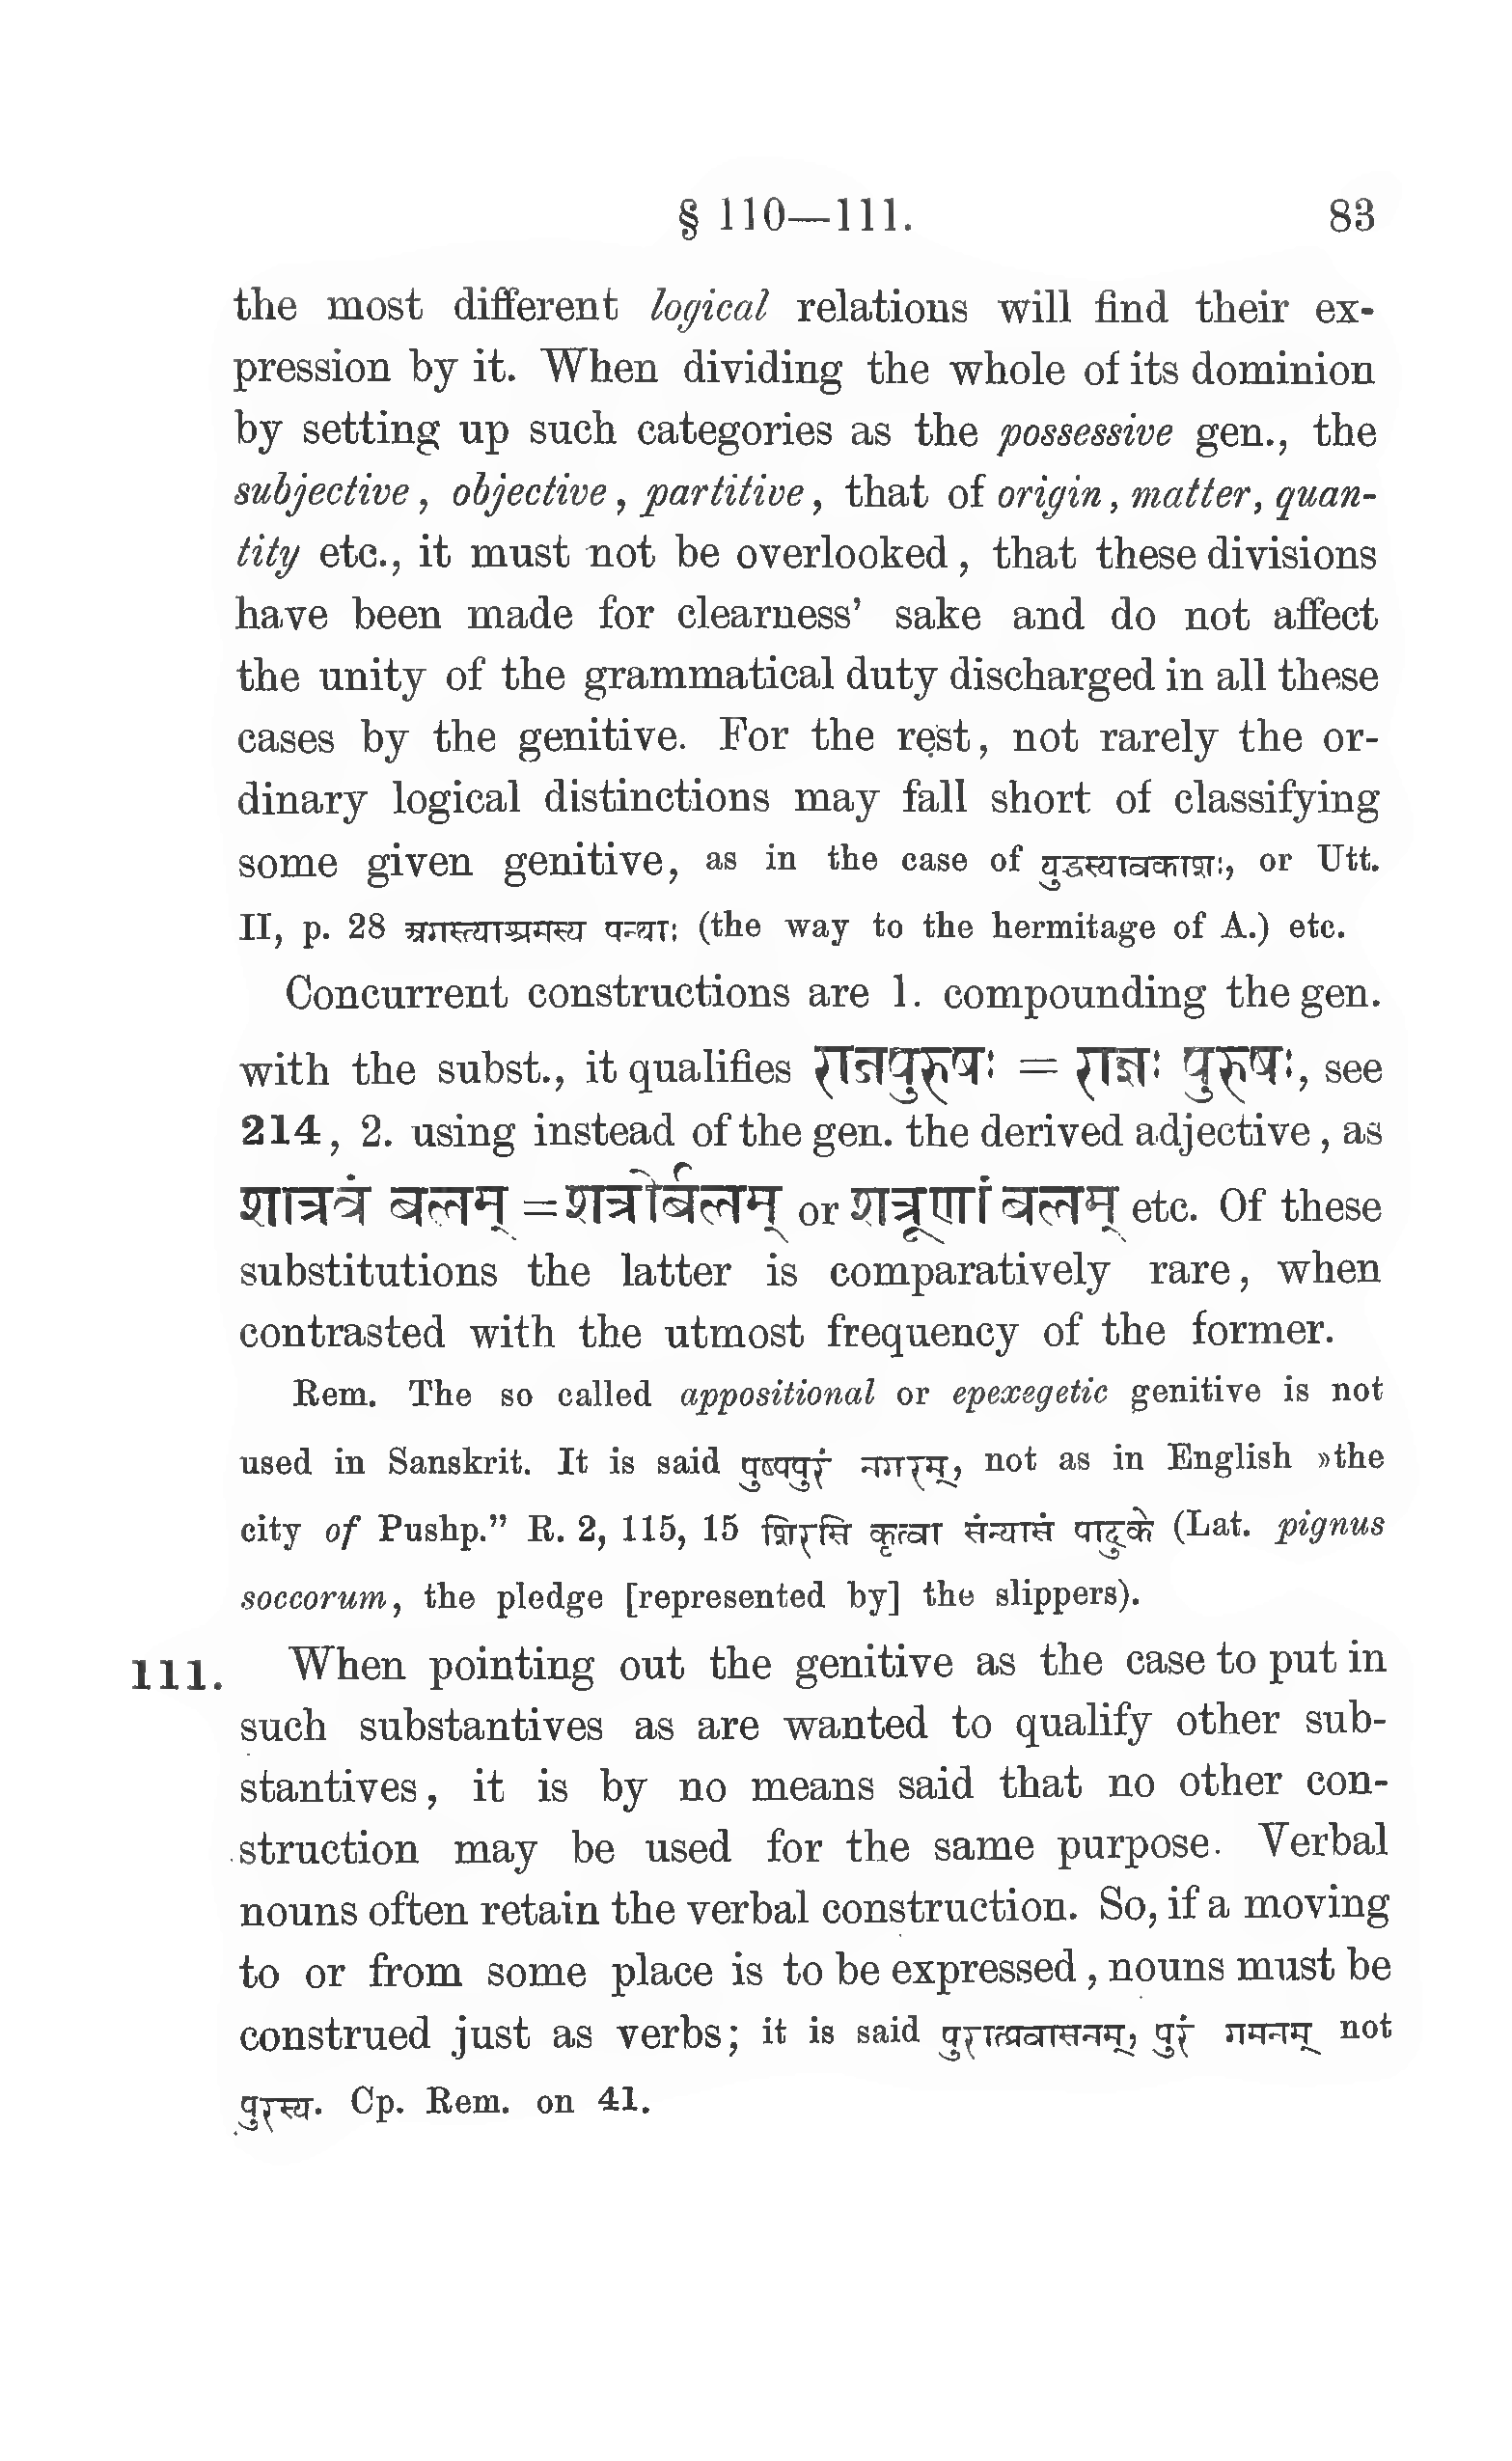 § 110—111. 83
the most different logical relations will find their ex-
pression by it. When dividing the whole of its dominion
by setting up such categories as the possessive gen., the
subjective, objective, partitive, that of origin, matter, quan-
tity etc., it must not be overlooked, that these divisions
have been made for clearness’ sake and do not affect
the unity of the grammatical duty discharged in all these
cases by the genitive. For the rest, not rarely the or-
dinary logical distinctions may fall short of classifying
some given genitive, as in the case of or Utt.
II, p. 28 अगस्त्याश्रमस्य पन्थाः (the way to the hermitage of A.) etc.
Concurrent constructions are 1. compounding the gen.
with the subst., it qualifies राजपुरुषः = राज्ञः पुरुषः, see
214, 2. using instead of the gen. the derived adjective, as
शात्रवं बलम् = शत्रोर्बलम् or शत्रूणां बलम् etc. Of these
substitutions the latter is comparatively rare, when
contrasted with the utmost frequency of the former.
Rem. The so called appositional or epexegetic genitive is not
used in Sanskrit. It is said पुष्पपुरं नगरम्, not as in English »the
city of Pushp.” R. 2, 115, 15 शिरसि कृत्वा संन्यासं पादुके (Lat. pignus
soccorum, the pledge [represented by] the slippers).
111. When pointing out the genitive as the case to put in
such substantives as are wanted to qualify other sub-
stantives, it is by no means said that no other con-
struction may be used for the same purpose. Verbal
nouns often retain the verbal construction. So, if a moving
to or from some place is to be expressed, nouns must be
construed just as verbs; it is said पुरात्प्रवासनम्, पुरं गमनम् not
पुरस्य. Cp. Rem. on 41.